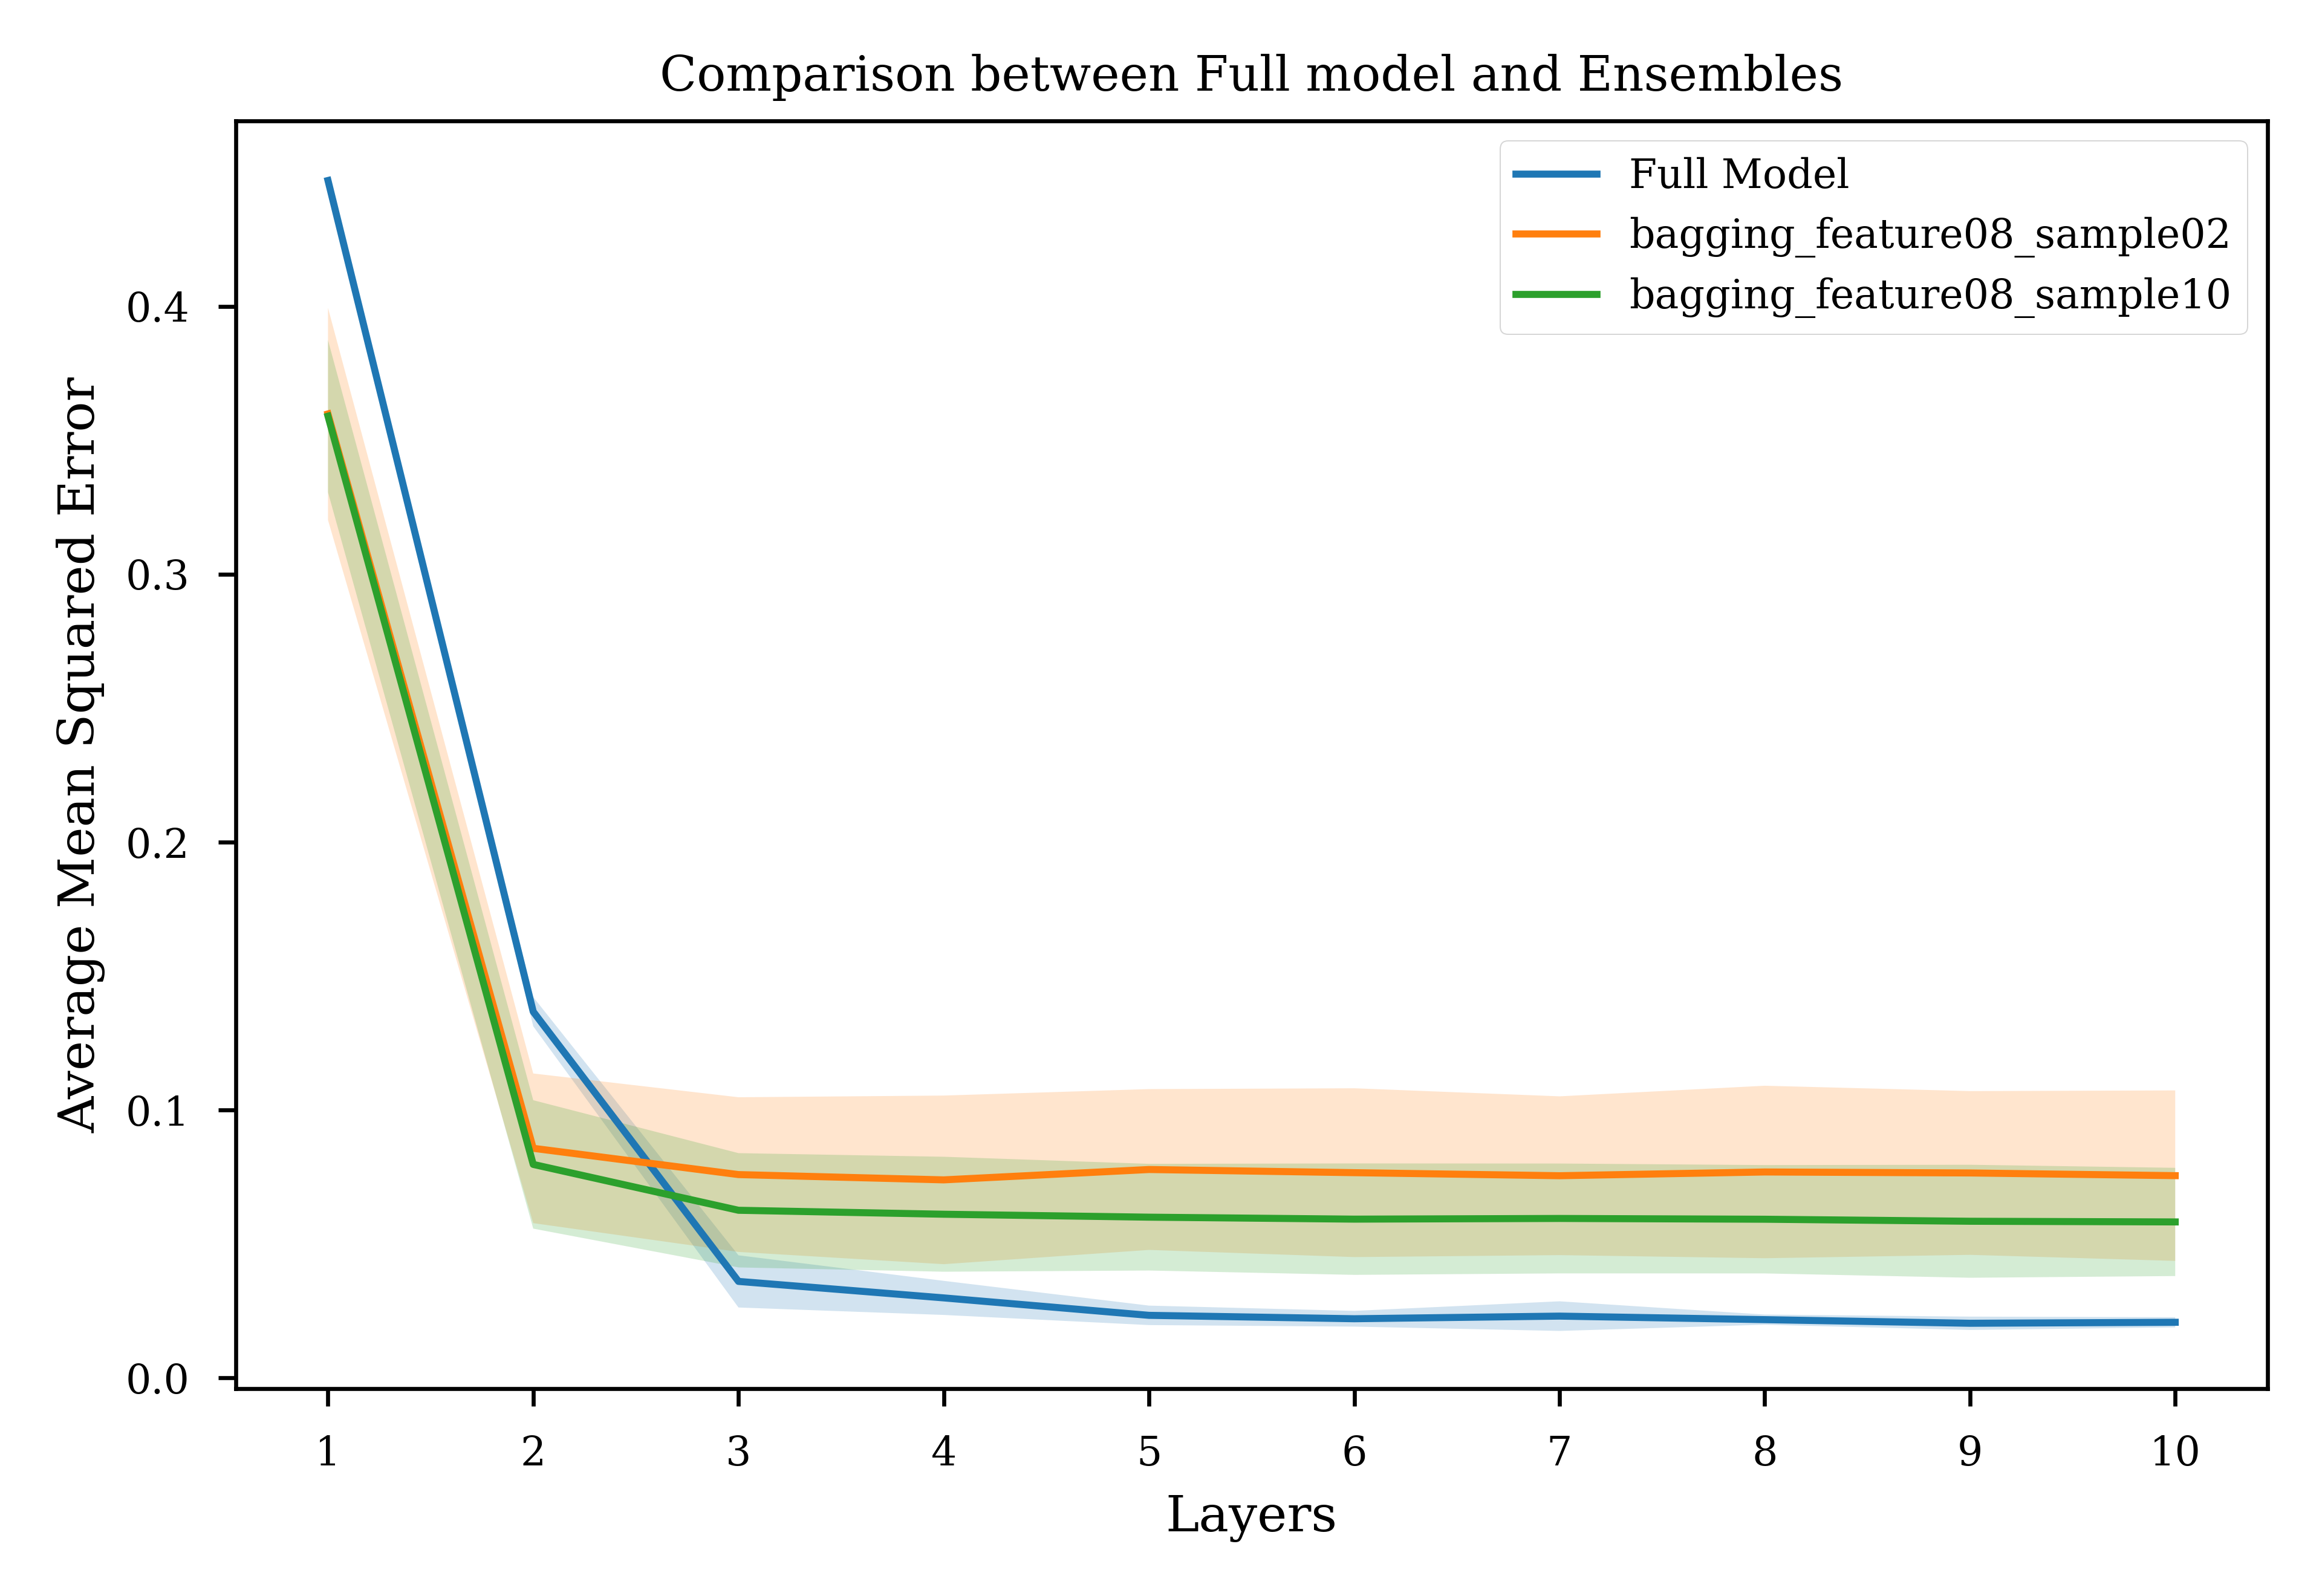 Comparison between Full model and Ensembles
Full Model
bagging_feature08_sample02
bagging_feature08_sample10
Average Mean Squared Error
0.4
0.3
0.2
0.1
0.0
1 2 3 4 5 6 7 8 9 10
Layers